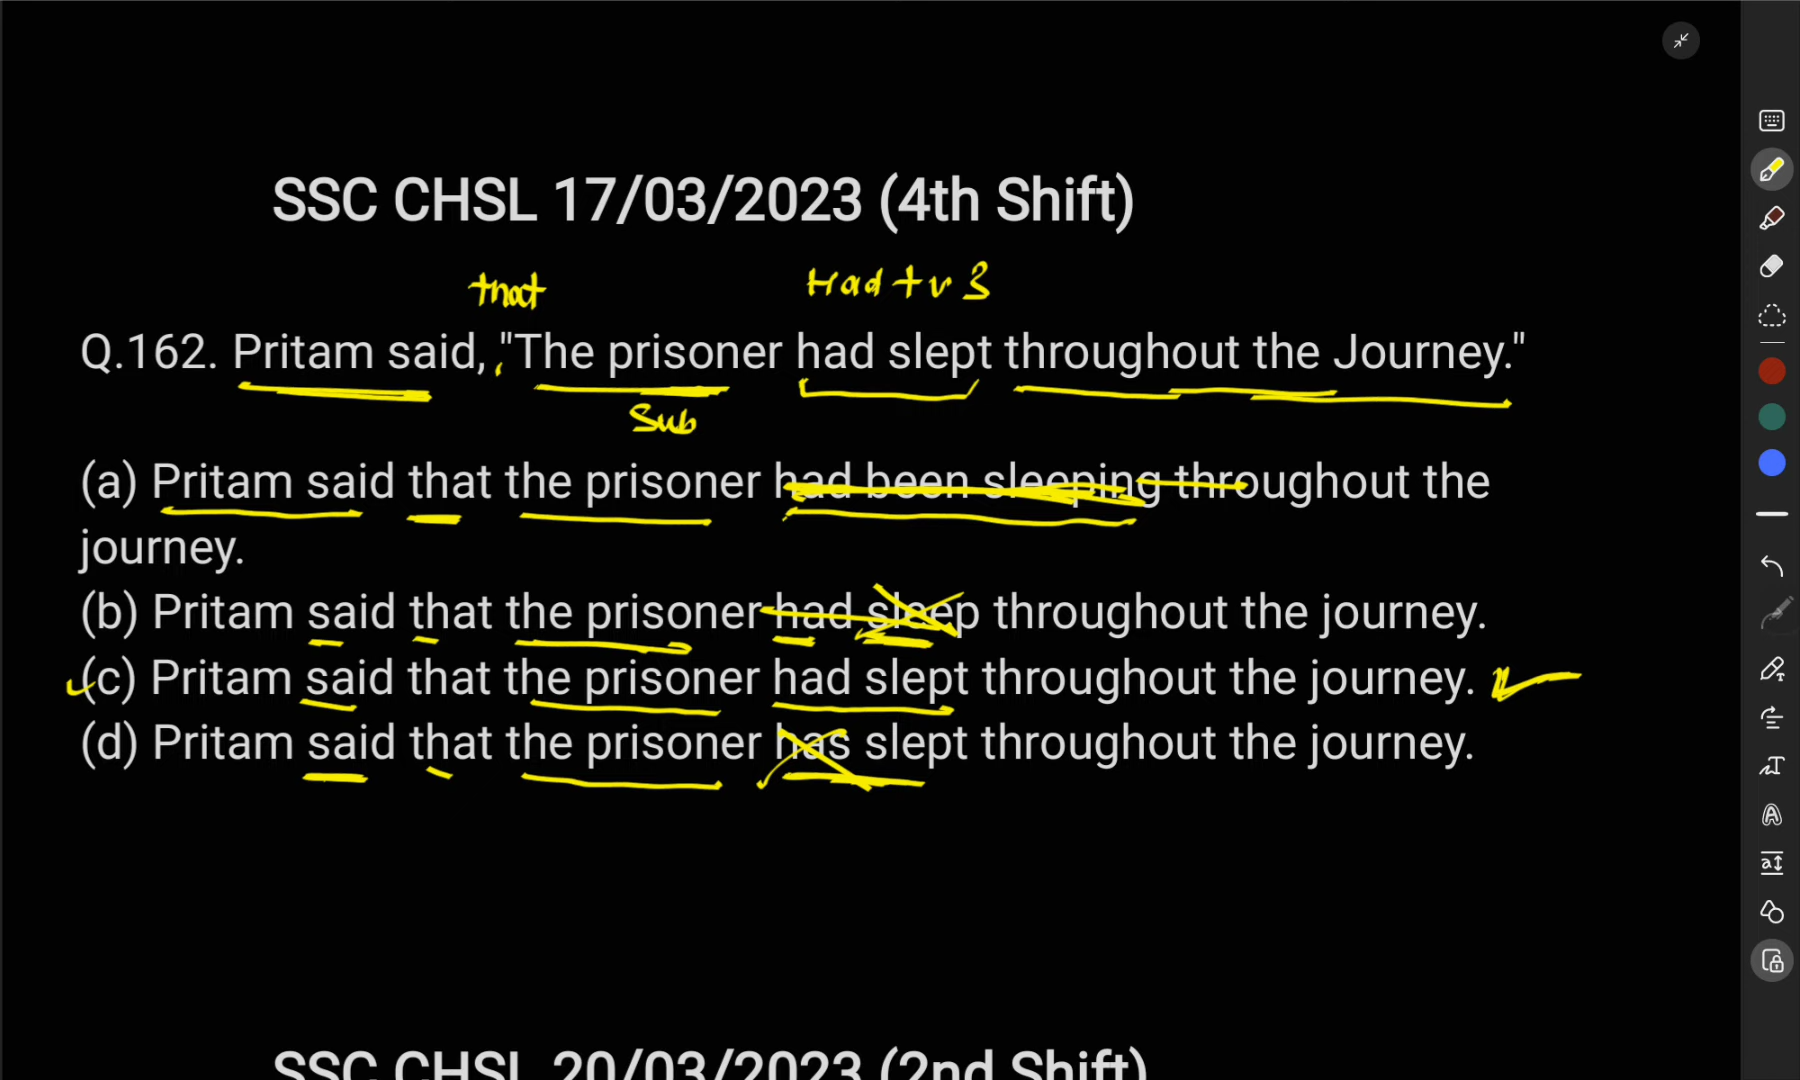 SSC CHSL 17/03/2023 (4th Shift)
that Had + v 3
Q.162. Pritam said, "The prisoner had slept throughout the Journey."
Sub
(a) Pritam said that the prisoner had been sleeping throughout the
journey.
(b) Pritam said that the prisoner had sleep throughout the journey.
(c) Pritam said that the prisoner had slept throughout the journey.
(d) Pritam said that the prisoner has slept throughout the journey.
SSC CHSL 20/03/2023 (2nd Shift)